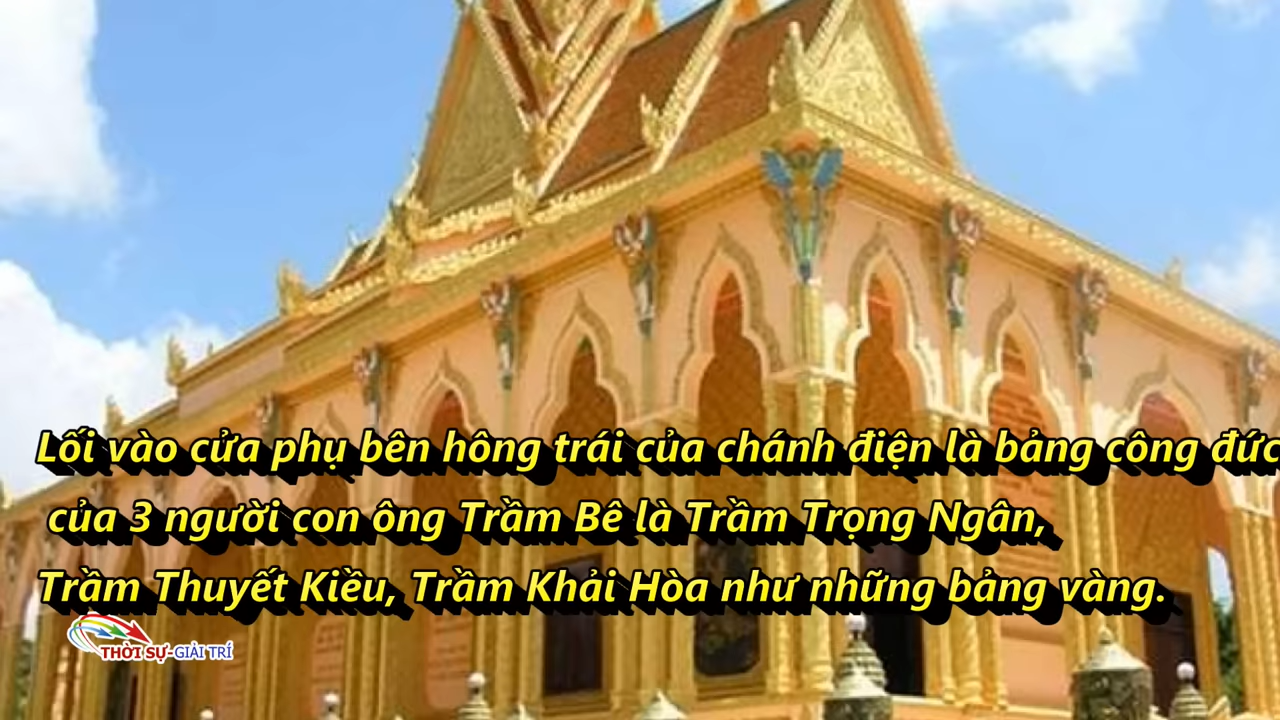 Lối vào cửa phụ bên hông trái của chánh điện là bảng công đức
của 3 người con ông Trầm Bê là Trầm Trọng Ngân,
Trầm Thuyết Kiều, Trầm Khải Hòa như những bảng vàng.
THỜI SỰ-GIẢI TRÍ